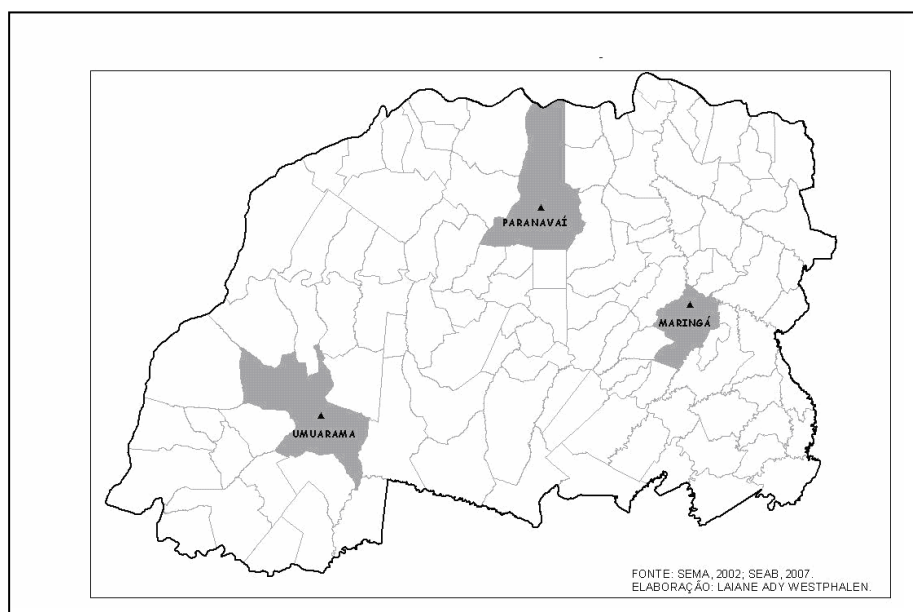 PARANAVAÍ
MARINGÁ
UMUARAMA
FONTE: SEMA, 2002; SEAB, 2007.
ELABORAÇÃO: LAIANE ADY WESTPHALEN.